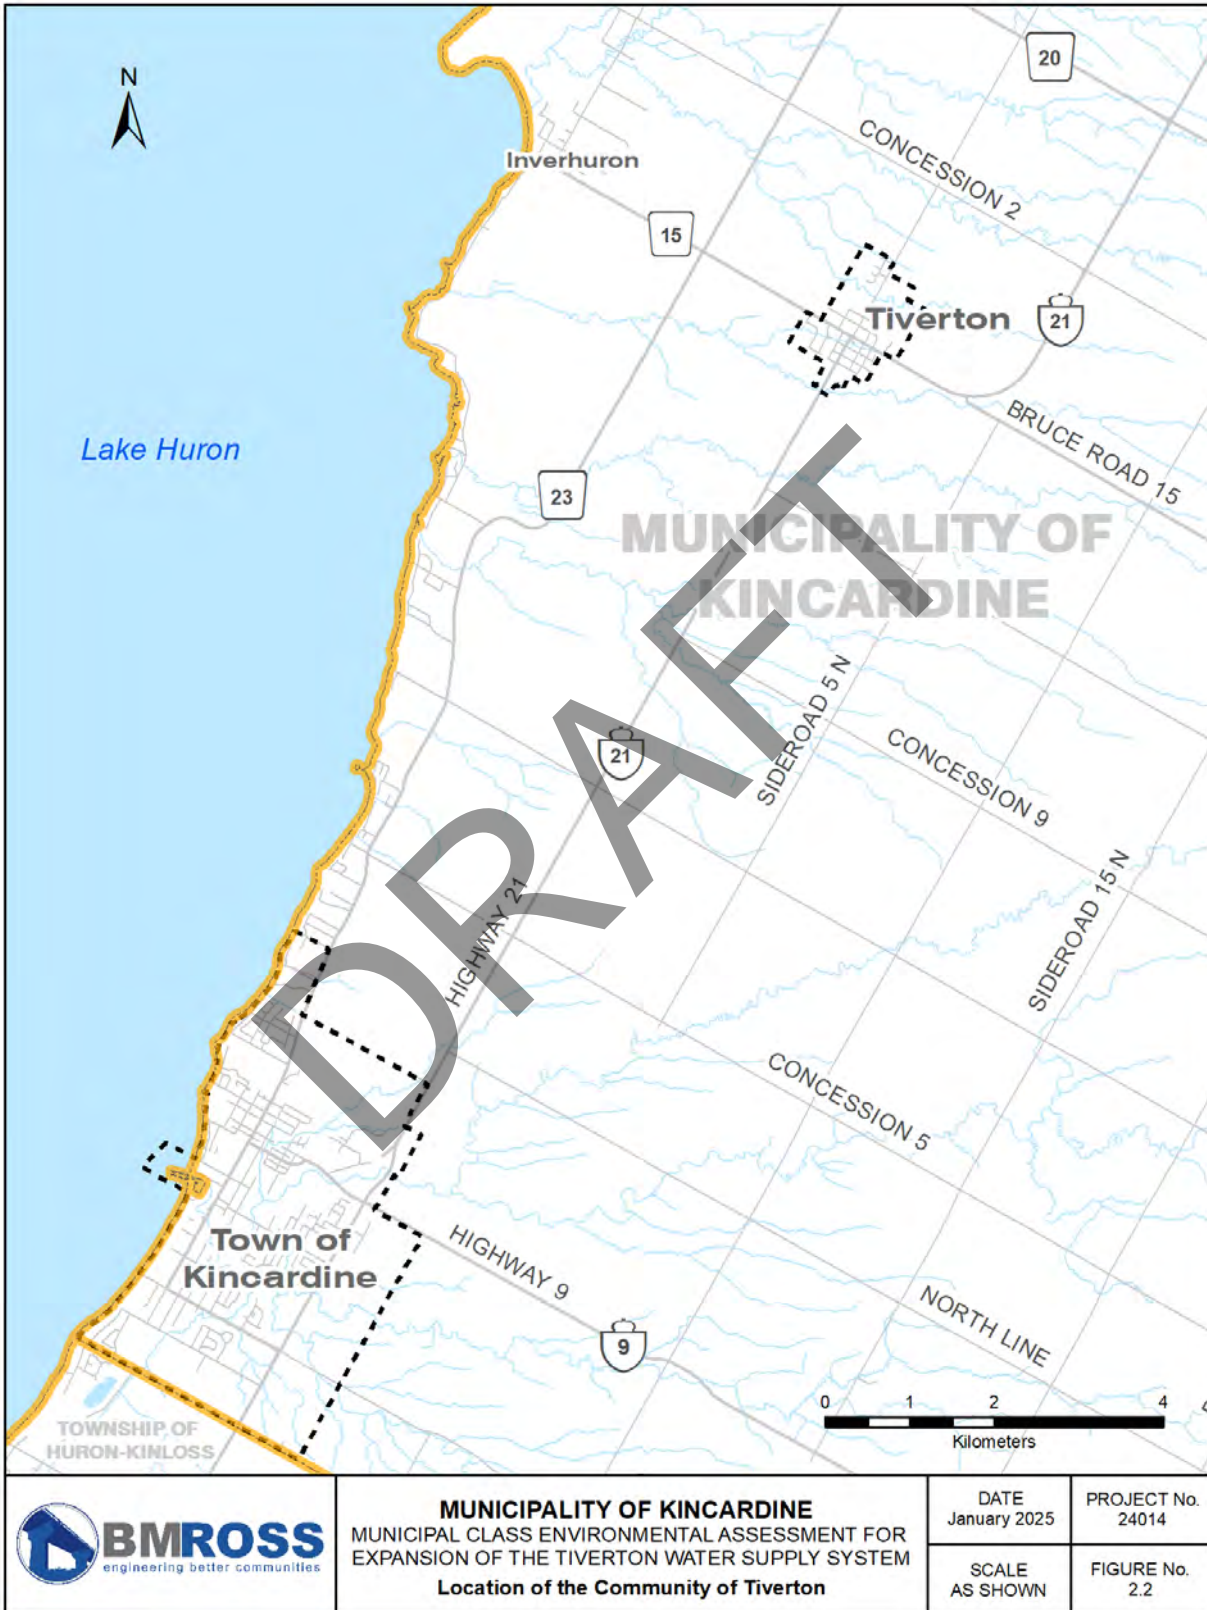 N
20
CONCESSION 2
Inverhuron
15
Tiverton
21
BRUCE ROAD 15
Lake Huron
23
MUNICIPALITY OF
KINCARDINE
SIDEROAD 5 N
21
CONCESSION 9
SIDEROAD 15 N
HIGHWAY 21
DRAFT
CONCESSION 5
Town of
Kincardine
HIGHWAY 9
NORTH LINE
9
0 1 2 4
Kilometers
TOWNSHIP OF
HURON-KINLOSS
BMROSS
engineering better communities
MUNICIPALITY OF KINCARDINE
MUNICIPAL CLASS ENVIRONMENTAL ASSESSMENT FOR
EXPANSION OF THE TIVERTON WATER SUPPLY SYSTEM
Location of the Community of Tiverton
DATE
January 2025
PROJECT No.
24014
SCALE
AS SHOWN
FIGURE No.
2.2